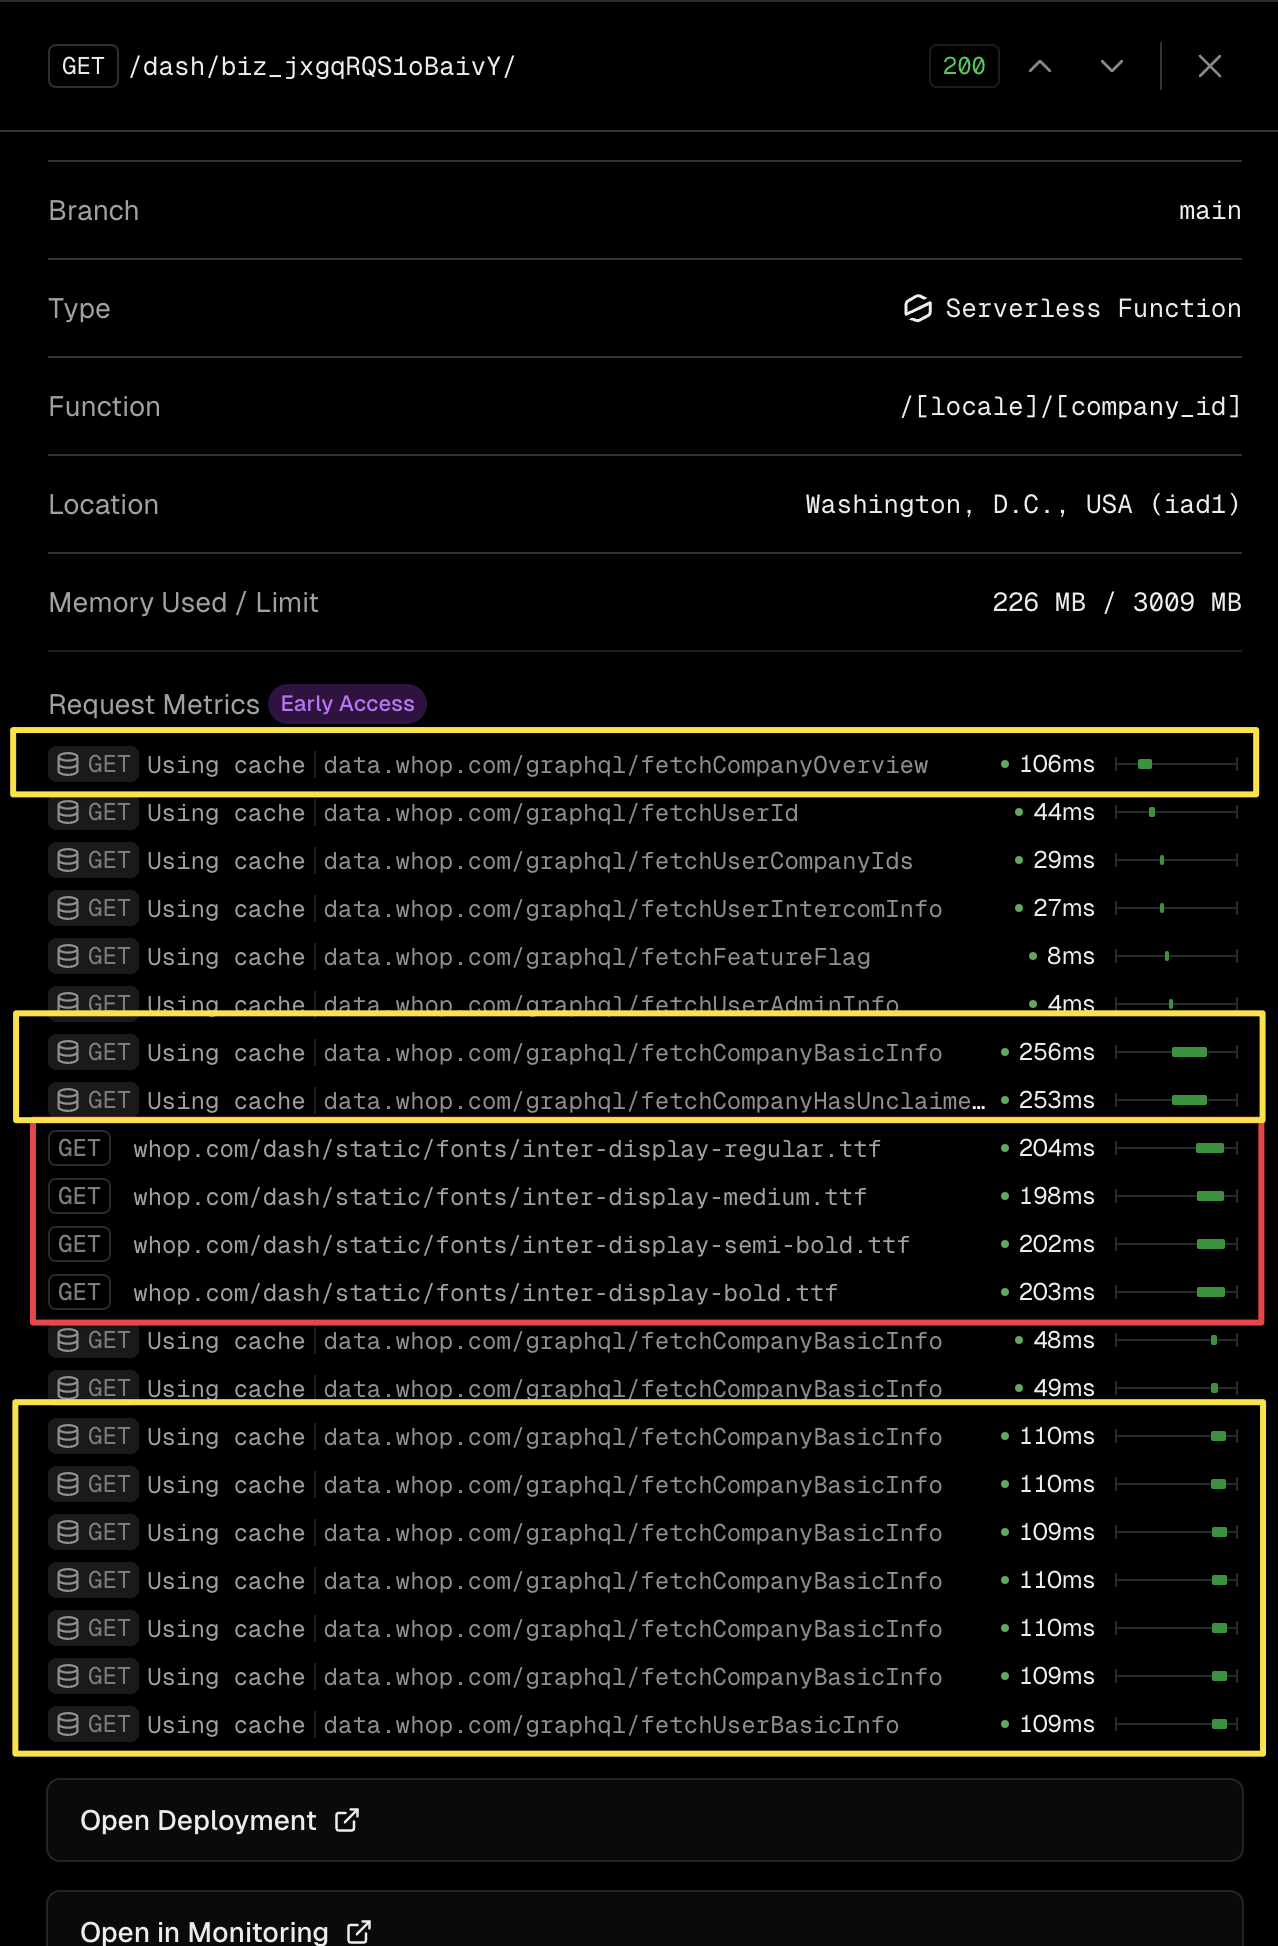 GET /dash/biz_jxgqRQS1oBaivY/ 200
Branch main
Type Serverless Function
Function /[locale]/[company_id]
Location Washington, D.C., USA (iad1)
Memory Used / Limit 226 MB / 3009 MB
Request Metrics Early Access
GET Using cache data.whop.com/graphql/fetchCompanyOverview 106ms
GET Using cache data.whop.com/graphql/fetchUserId 44ms
GET Using cache data.whop.com/graphql/fetchUserCompanyIds 29ms
GET Using cache data.whop.com/graphql/fetchUserIntercomInfo 27ms
GET Using cache data.whop.com/graphql/fetchFeatureFlag 8ms
GET Using cache data.whop.com/graphql/fetchUserAdminInfo 4ms
GET Using cache data.whop.com/graphql/fetchCompanyBasicInfo 256ms
GET Using cache data.whop.com/graphql/fetchCompanyHasUnclaime… 253ms
GET whop.com/dash/static/fonts/inter-display-regular.ttf 204ms
GET whop.com/dash/static/fonts/inter-display-medium.ttf 198ms
GET whop.com/dash/static/fonts/inter-display-semi-bold.ttf 202ms
GET whop.com/dash/static/fonts/inter-display-bold.ttf 203ms
GET Using cache data.whop.com/graphql/fetchCompanyBasicInfo 48ms
GET Using cache data.whop.com/graphql/fetchCompanyBasicInfo 49ms
GET Using cache data.whop.com/graphql/fetchCompanyBasicInfo 110ms
GET Using cache data.whop.com/graphql/fetchCompanyBasicInfo 110ms
GET Using cache data.whop.com/graphql/fetchCompanyBasicInfo 109ms
GET Using cache data.whop.com/graphql/fetchCompanyBasicInfo 110ms
GET Using cache data.whop.com/graphql/fetchCompanyBasicInfo 110ms
GET Using cache data.whop.com/graphql/fetchCompanyBasicInfo 109ms
GET Using cache data.whop.com/graphql/fetchUserBasicInfo 109ms
Open Deployment
Open in Monitoring